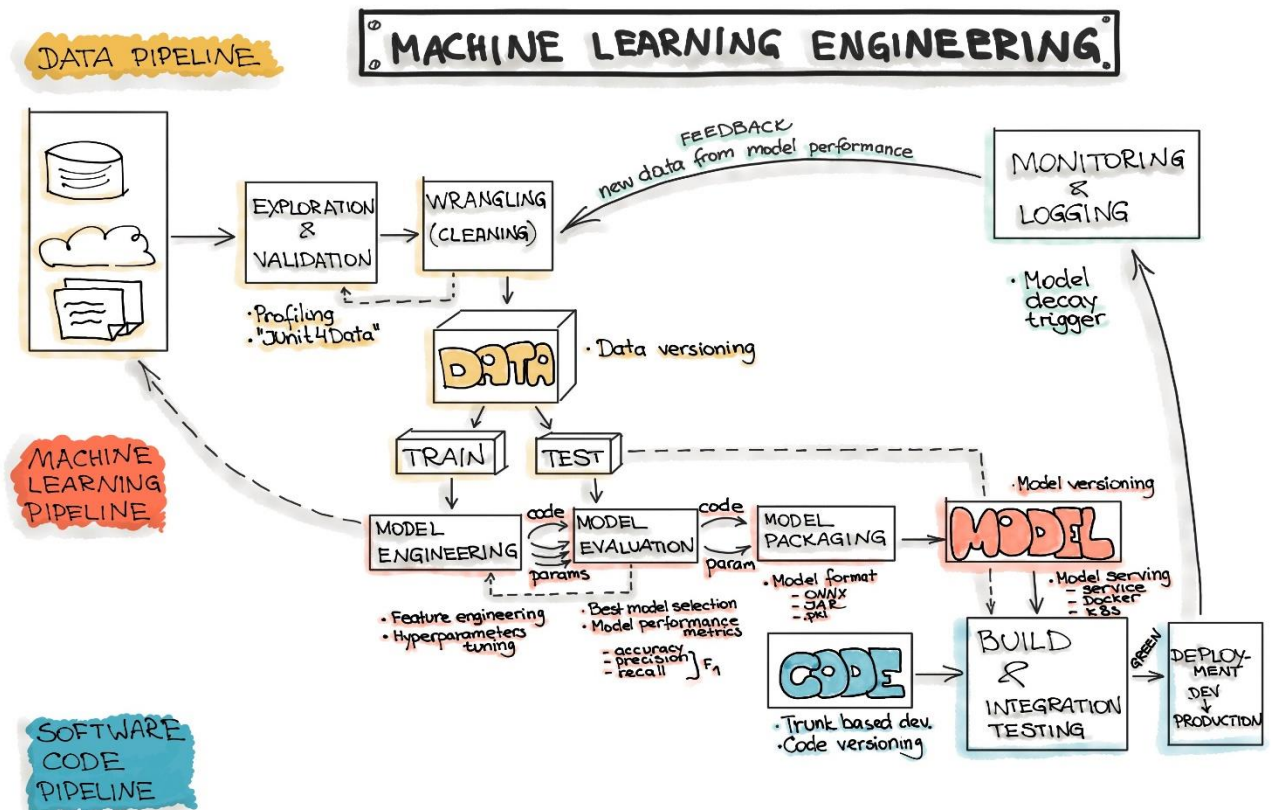 DATA PIPELINE
MACHINE LEARNING ENGINEERING
FEEDBACK
new data from model performance
MONITORING
&
LOGGING
· Model
decay
trigger
EXPLORATION
&
VALIDATION
WRANGLING
(CLEANING)
· Profiling
· "JUnit4Data"
DATA
· Data versioning
TRAIN
TEST
MACHINE
LEARNING
PIPELINE
MODEL
ENGINEERING
code
params
MODEL
EVALUATION
code
param
MODEL
PACKAGING
· Model versioning
MODEL
· Feature engineering
· Hyperparameters
tuning
· Best model selection
· Model performance
metrics
- accuracy
- precision
- recall
F1
· Model format
- ONNX
- JAR
- .pkl
· Model serving
- service
- Docker
- K8S
CODE
· Trunk based dev.
· Code versioning
BUILD
&
INTEGRATION
TESTING
GREEN
DEPLOY-
MENT
DEV
PRODUCTION
SOFTWARE
CODE
PIPELINE